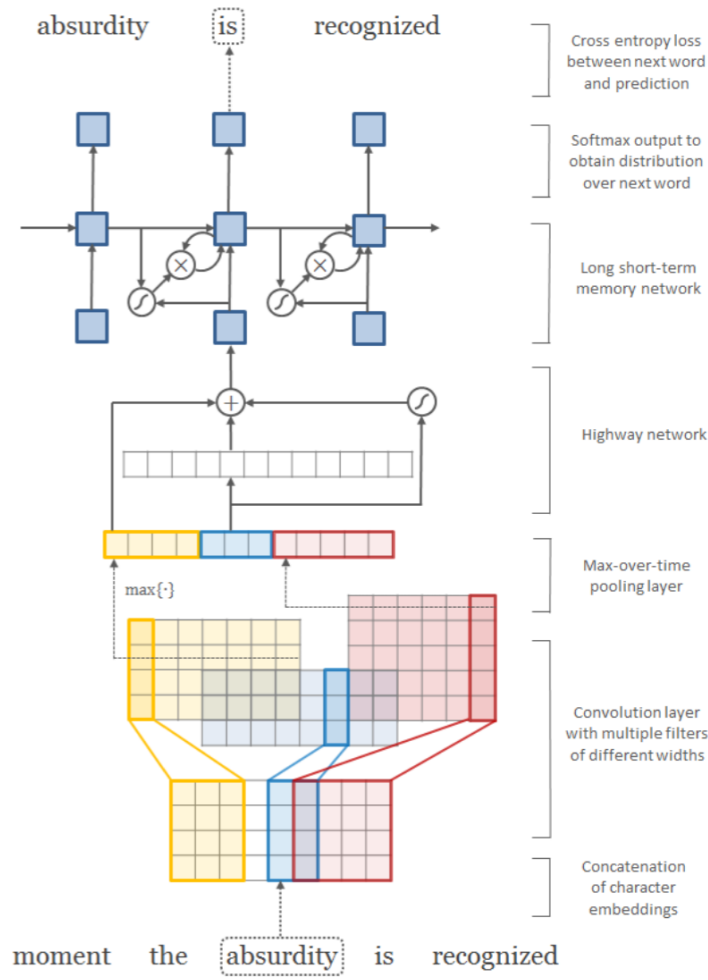 absurdity is recognized
Cross entropy loss
between next word
and prediction
Softmax output to
obtain distribution
over next word
Long short-term
memory network
Highway network
Max-over-time
pooling layer
max{·}
Convolution layer
with multiple filters
of different widths
Concatenation
of character
embeddings
moment the absurdity is recognized